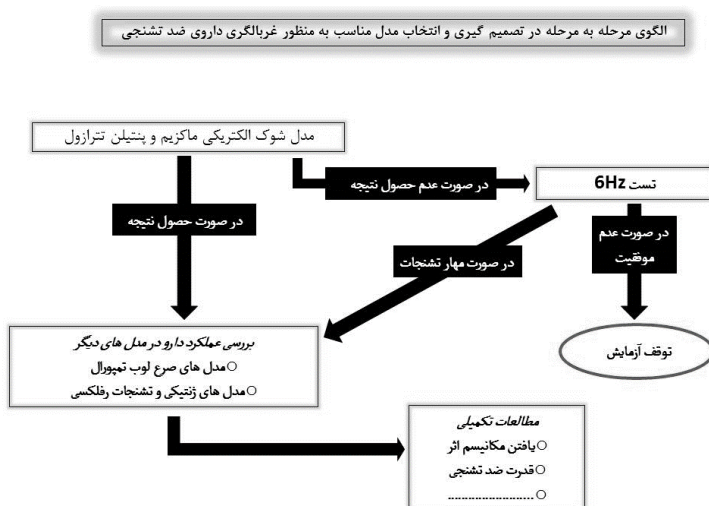 الگوی مرحله به مرحله در تصمیم گیری و انتخاب مدل مناسب به منظور غربالگری داروی ضد تشنجی
مدل شوک الکتریکی ماکزیم و پنتیلن تترازول
در صورت عدم حصول نتیجه
تست 6Hz
در صورت حصول نتیجه
در صورت مهار تشنجات
در صورت عدم
موفقیت
بررسی عملکرد دارو در مدل های دیگر
○مدل های صرع لوب تمپورال
○مدل های ژنتیکی و تشنجات رفلکسی
توقف آزمایش
مطالعات تکمیلی
○یافتن مکانیسم اثر
○قدرت ضد تشنجی
○ .........................